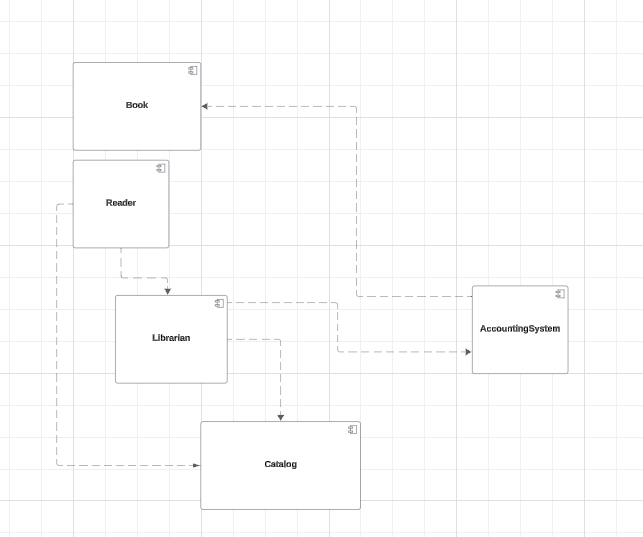 Book
Reader
Librarian
AccountingSystem
Catalog